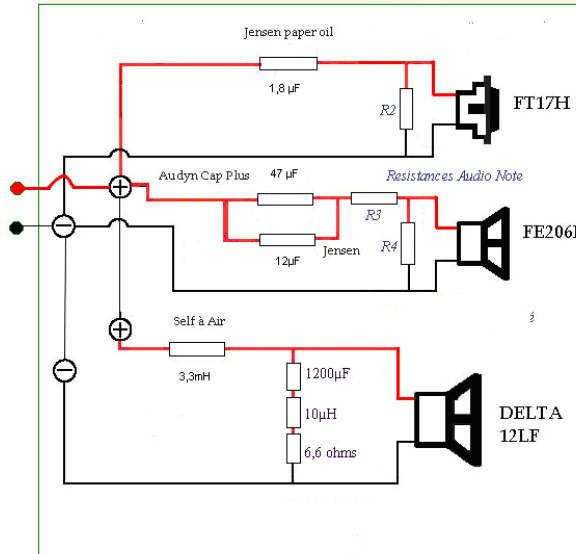 Jensen paper oil
1,8 µF
R2
FT17H
Audyn Cap Plus
47 µF
Resistances Audio Note
R3
R4
12µF
Jensen
FE206
Self à Air
3,3mH
1200µF
10µH
6,6 ohms
DELTA
12LF